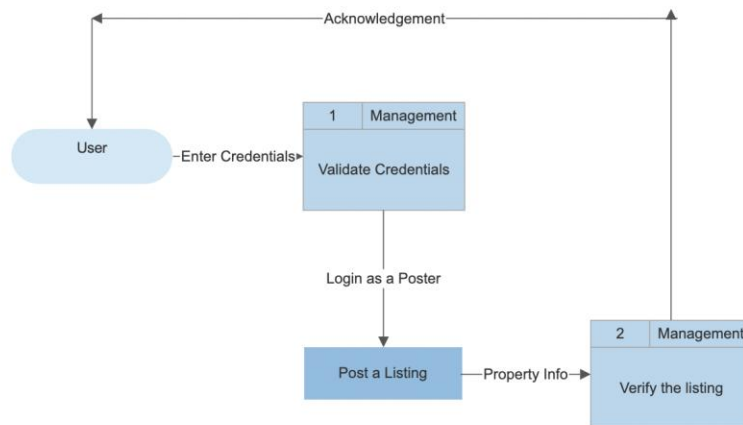 Acknowledgement
1 Management
User
Enter Credentials
Validate Credentials
Login as a Poster
2 Management
Post a Listing
Property Info
Verify the listing